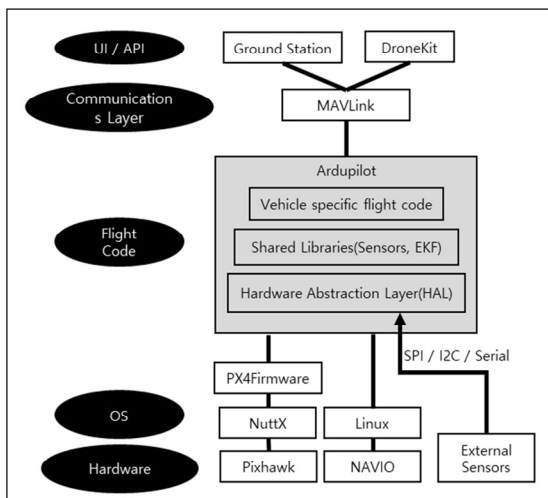 UI / API
Ground Station
DroneKit
Communication
s Layer
MAVLink
Ardupilot
Vehicle specific flight code
Flight
Code
Shared Libraries(Sensors, EKF)
Hardware Abstraction Layer(HAL)
SPI / I2C / Serial
PX4Firmware
OS
NuttX
Linux
External
Sensors
Hardware
Pixhawk
NAVIO